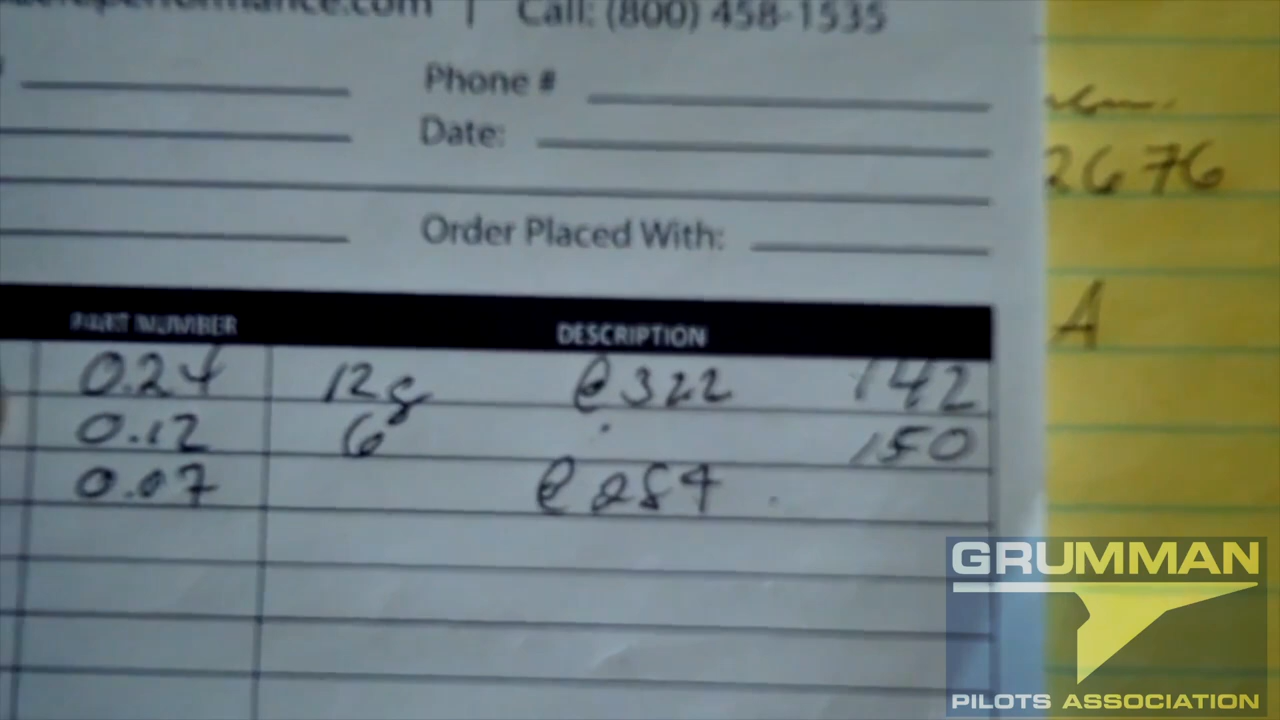 Call: (800) 458-1535
Phone #
Date:
2676
Order Placed With:
A
PART NUMBER DESCRIPTION
0.24 12g @ 322 142
0.12 6 150
0.07 @ 284
GRUMMAN
PILOTS ASSOCIATION